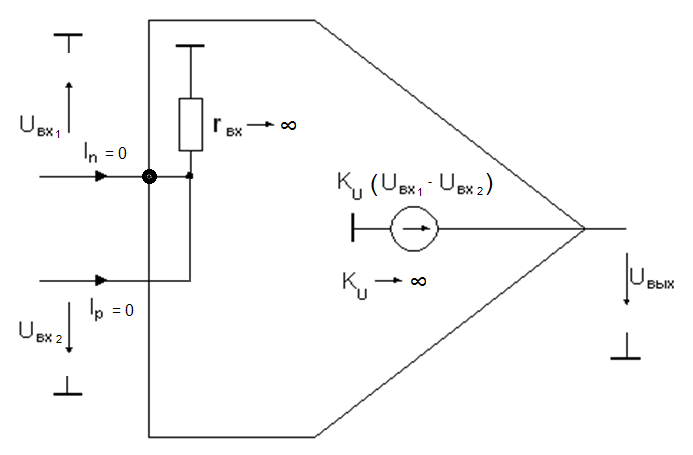 Uвх1
In = 0
rвх → ∞
KU (Uвх1 - Uвх2)
KU → ∞
Ip = 0
Uвх2
Uвых